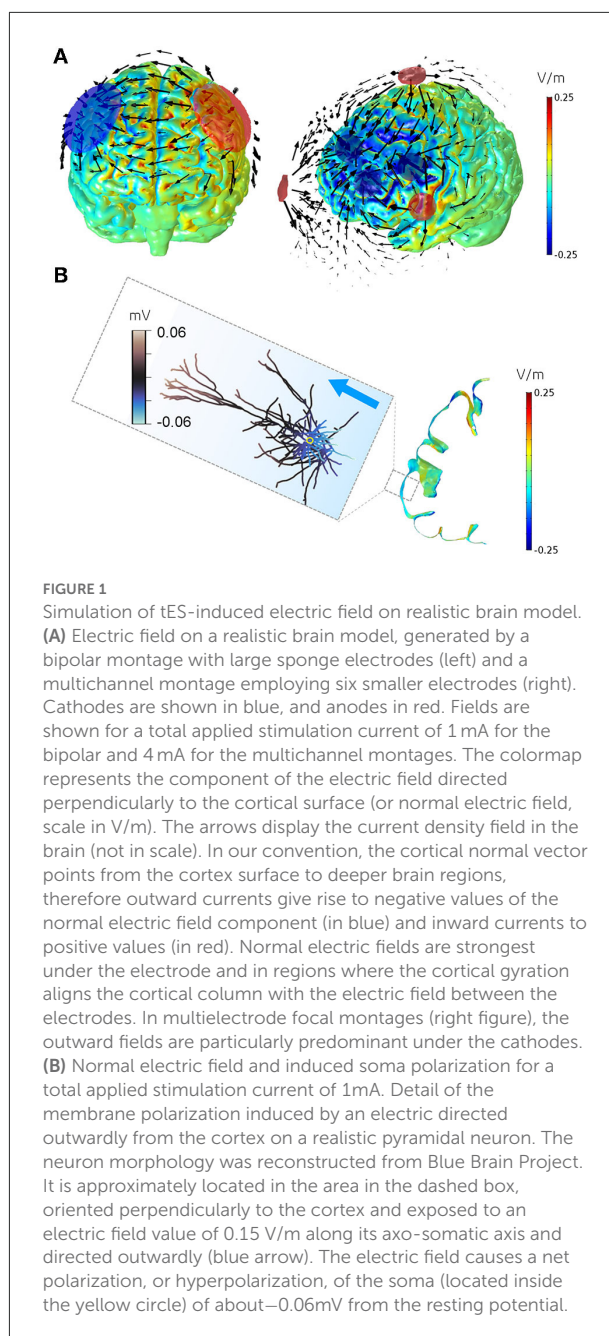 A
V/m
0.25
-0.25
B
mV
0.06
-0.06
V/m
0.25
-0.25
FIGURE 1
Simulation of tES-induced electric field on realistic brain model.
(A) Electric field on a realistic brain model, generated by a
bipolar montage with large sponge electrodes (left) and a
multichannel montage employing six smaller electrodes (right).
Cathodes are shown in blue, and anodes in red. Fields are
shown for a total applied stimulation current of 1 mA for the
bipolar and 4 mA for the multichannel montages. The colormap
represents the component of the electric field directed
perpendicularly to the cortical surface (or normal electric field,
scale in V/m). The arrows display the current density field in the
brain (not in scale). In our convention, the cortical normal vector
points from the cortex surface to deeper brain regions,
therefore outward currents give rise to negative values of the
normal electric field component (in blue) and inward currents to
positive values (in red). Normal electric fields are strongest
under the electrode and in regions where the cortical gyration
aligns the cortical column with the electric field between the
electrodes. In multielectrode focal montages (right figure), the
outward fields are particularly predominant under the cathodes.
(B) Normal electric field and induced soma polarization for a
total applied stimulation current of 1mA. Detail of the
membrane polarization induced by an electric directed
outwardly from the cortex on a realistic pyramidal neuron. The
neuron morphology was reconstructed from Blue Brain Project.
It is approximately located in the area in the dashed box,
oriented perpendicularly to the cortex and exposed to an
electric field value of 0.15 V/m along its axo-somatic axis and
directed outwardly (blue arrow). The electric field causes a net
polarization, or hyperpolarization, of the soma (located inside
the yellow circle) of about−0.06mV from the resting potential.